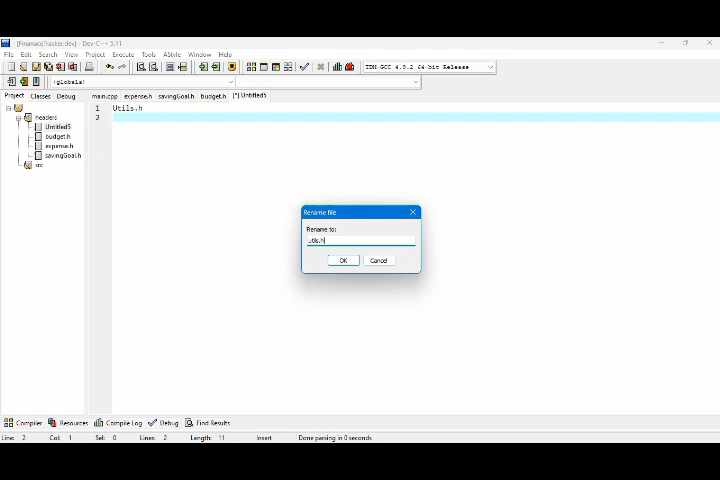 - [FinanaceTracker.dev] - Dev-C++ 5.11
File Edit Search View Project Execute Tools AStyle Window Help
TDM-GCC 4.9.2 64-bit Release
(globals)
Project Classes Debug
main.cpp expense.h savingGoal.h budget.h [*] Untitled5
headers
Untitled5
budget.h
expense.h
savingGoal.h
src
1 Utils.h
2
Rename file
Rename to:
utils.h
OK Cancel
Compiler Resources Compile Log Debug Find Results
Line: 2 Col: 1 Sel: 0 Lines: 2 Length: 11 Insert Done parsing in 0 seconds